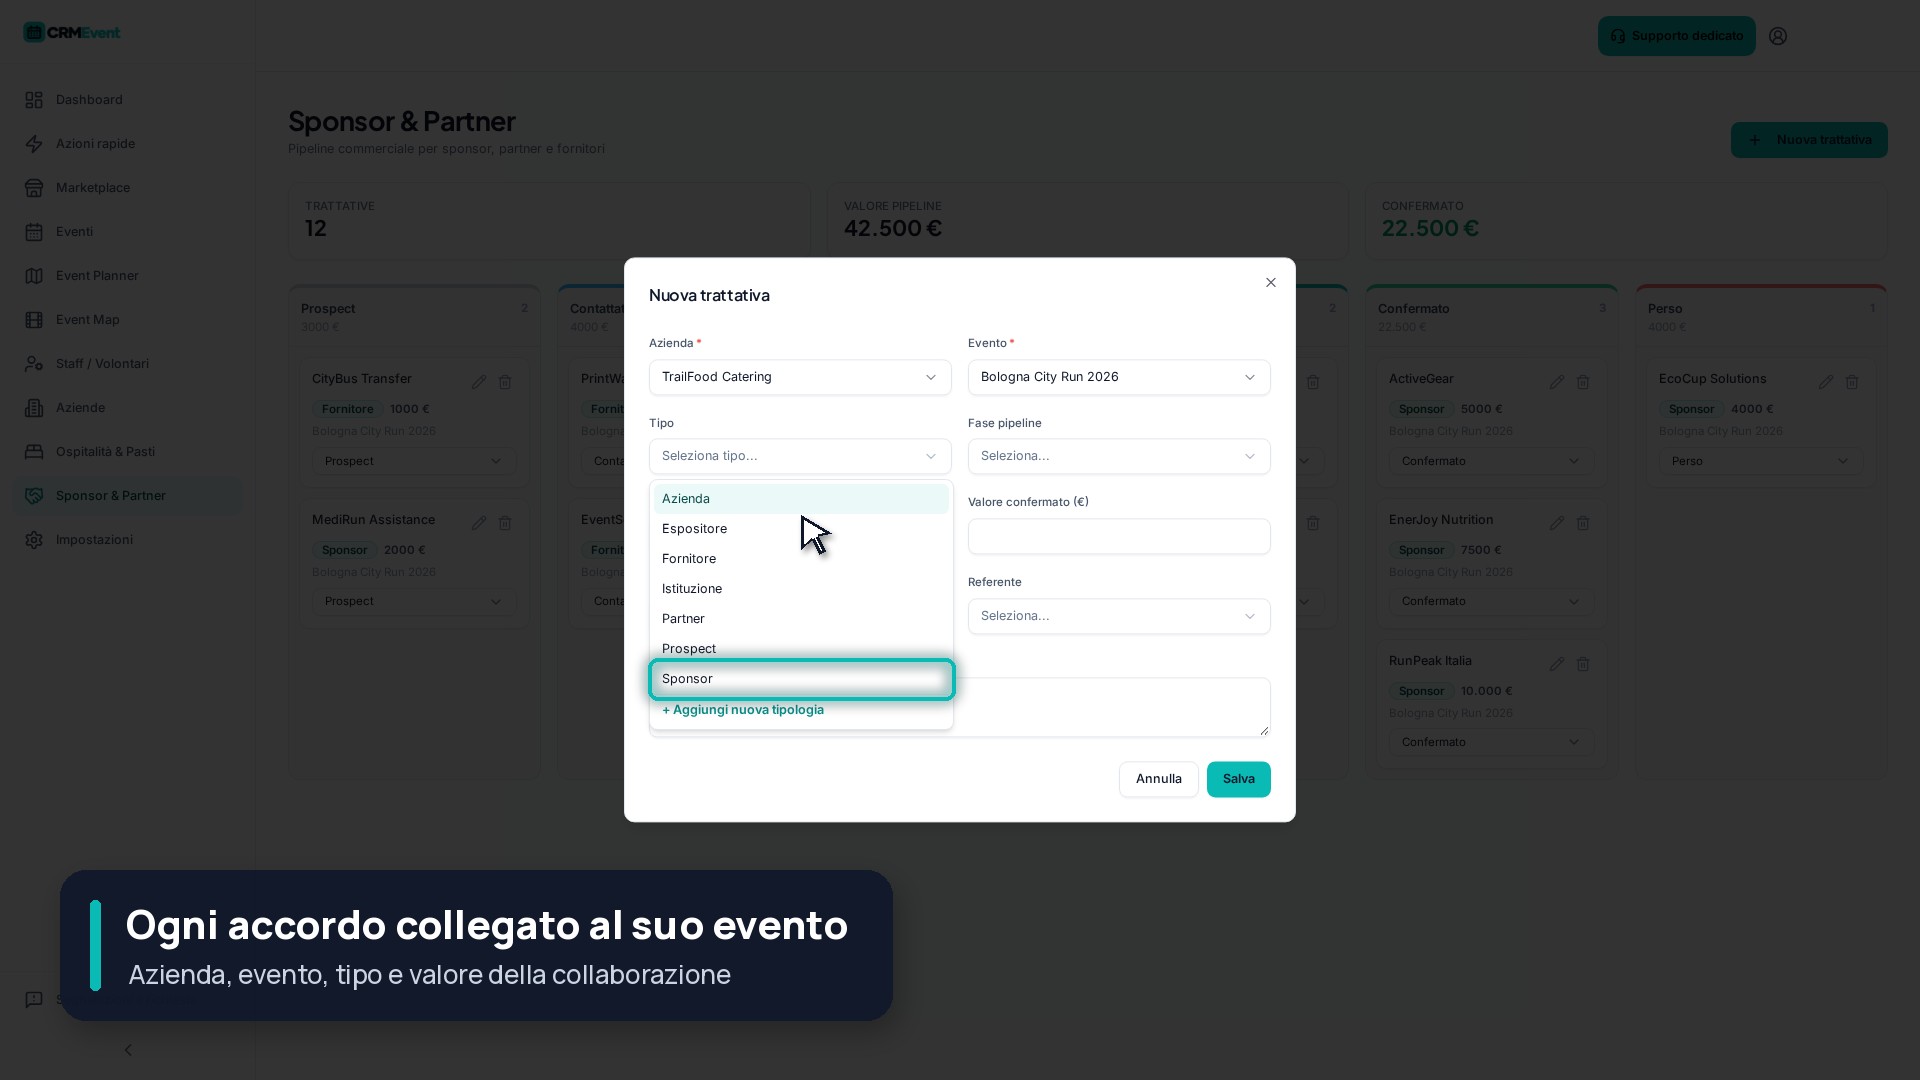 CRMEvent
Supporto dedicato
Dashboard
Azioni rapide
Marketplace
Eventi
Event Planner
Event Map
Staff / Volontari
Aziende
Ospitalità & Pasti
Sponsor & Partner
Impostazioni
Sponsor & Partner
Pipeline commerciale per sponsor, partner e fornitori
Nuova trattativa
TRATTATIVE
12
VALORE PIPELINE
42.500 €
CONFERMATO
22.500 €
Prospect 2
3000 €
CityBus Transfer
Fornitore 1000 €
Bologna City Run 2026
Prospect
MediRun Assistance
Sponsor 2000 €
Bologna City Run 2026
Prospect
4000 €
2
Confermato 3
22.500 €
ActiveGear
Sponsor 5000 €
Bologna City Run 2026
Confermato
EnerJoy Nutrition
Sponsor 7500 €
Bologna City Run 2026
Confermato
RunPeak Italia
Sponsor 10.000 €
Bologna City Run 2026
Confermato
Perso 1
4000 €
EcoCup Solutions
Sponsor 4000 €
Bologna City Run 2026
Perso
Nuova trattativa
Azienda *
TrailFood Catering
Evento *
Bologna City Run 2026
Tipo
Seleziona tipo...
Fase pipeline
Seleziona...
Azienda
Espositore
Fornitore
Istituzione
Partner
Prospect
Sponsor
+ Aggiungi nuova tipologia
Valore confermato (€)
Referente
Seleziona...
Annulla
Salva
Ogni accordo collegato al suo evento
Azienda, evento, tipo e valore della collaborazione